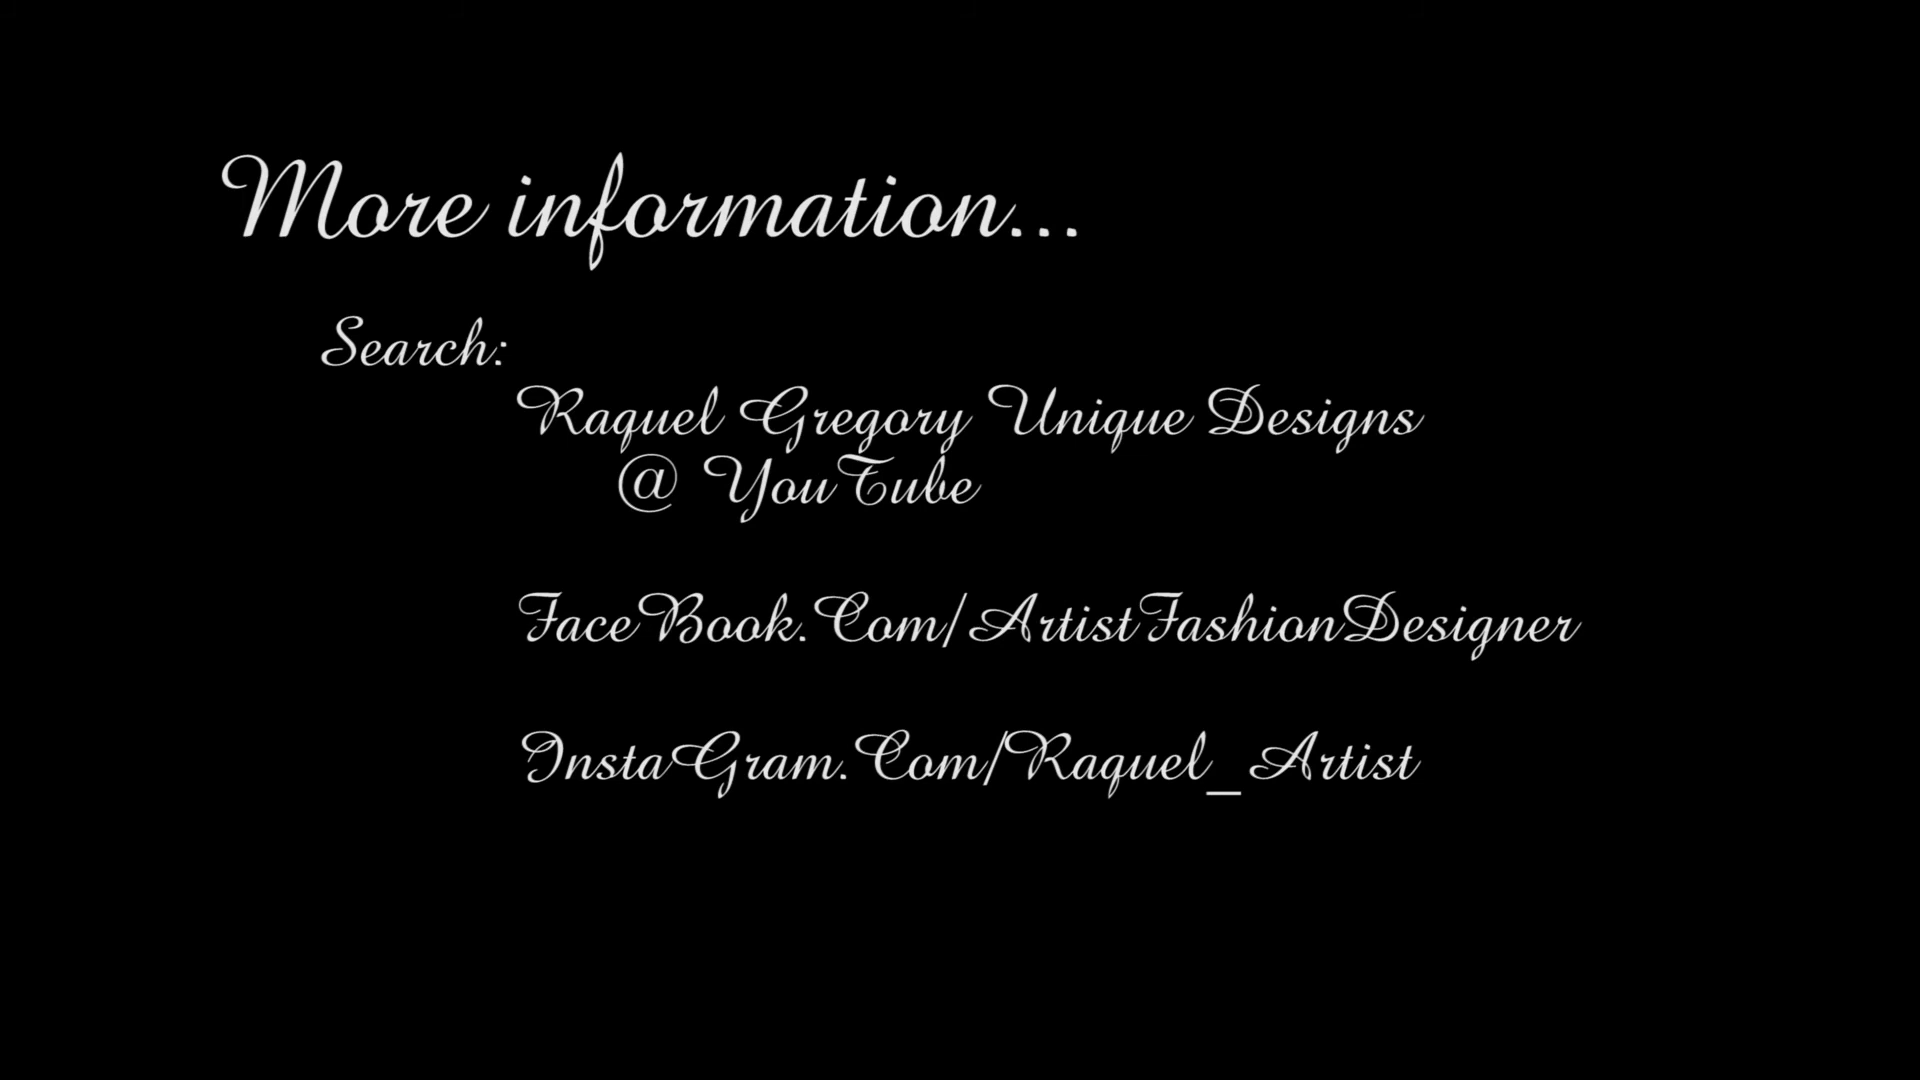 More information...
Search:
Raquel Gregory Unique Designs
@ YouTube
FaceBook.Com/ArtistFashionDesigner
InstaGram.Com/Raquel_Artist